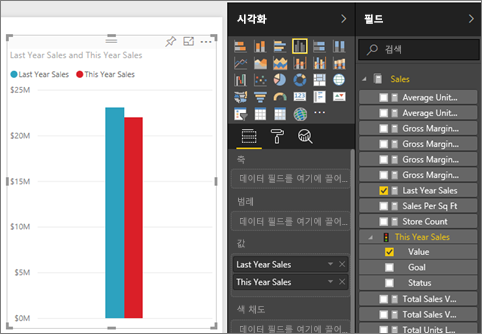 Last Year Sales and This Year Sales
Last Year Sales
This Year Sales
$25M
$20M
$15M
$10M
$5M
$0M
시각화
축
데이터 필드를 여기에 끌어...
범례
데이터 필드를 여기에 끌어...
값
Last Year Sales
This Year Sales
색 채도
데이터 필드를 여기에 끌어...
필드
검색
Sales
Average Unit...
Average Unit...
Gross Margin...
Gross Margin...
Gross Margin...
Last Year Sales
Sales Per Sq Ft
Store Count
This Year Sales
Value
Goal
Status
Total Sales V...
Total Sales V...
Total Units L...